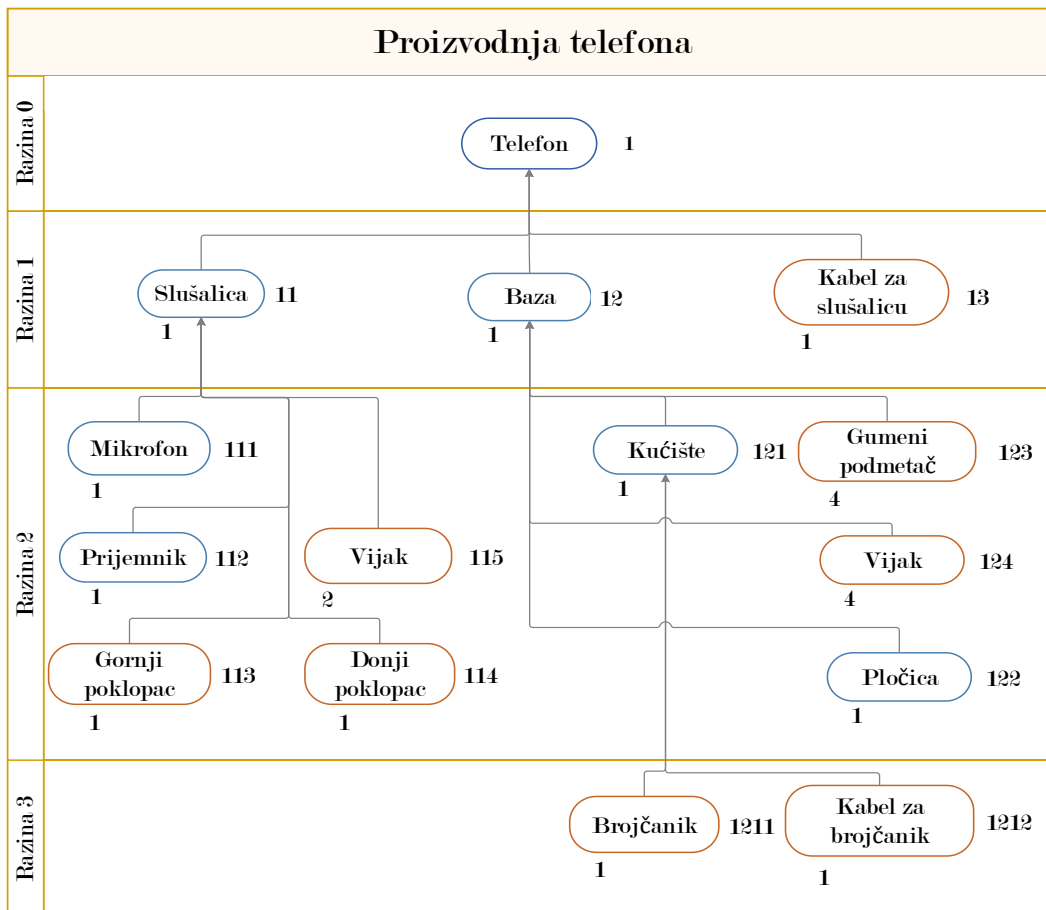 Proizvodnja telefona
Razina 0
Telefon 1
Razina 1
Slušalica 11
1
Baza 12
1
Kabel za
slušalicu 13
1
Razina 2
Mikrofon 111
1
Prijemnik 112
1
Gornji
poklopac 113
1
Vijak 115
2
Donji
poklopac 114
1
Kućište 121
1
Gumeni
podmetač 123
4
Vijak 124
4
Pločica 122
1
Razina 3
Brojčanik 1211
1
Kabel za
brojčanik 1212
1